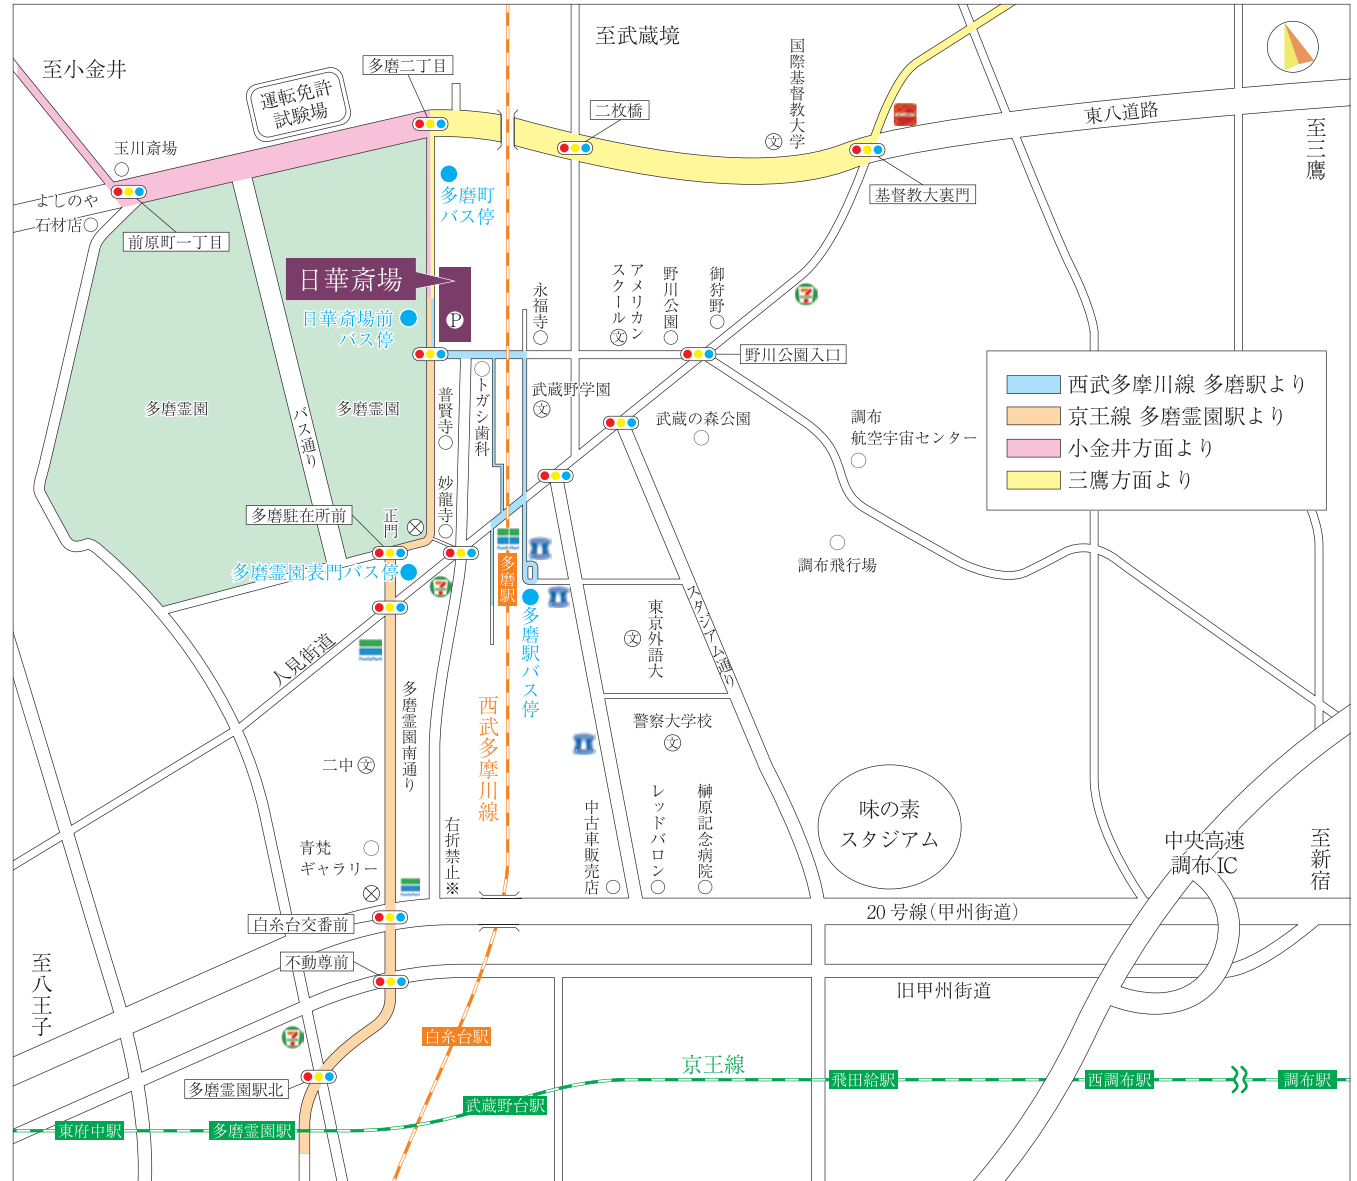 至武蔵境
至小金井
多磨二丁目
国際基督教大学
文
運転免許
試験場
二枚橋
東八道路
至三鷹
玉川斎場
よしのや
石材店
前原町一丁目
基督教大裏門
多磨町
バス停
日華斎場
P
日華斎場前
バス停
永福寺
アメリカン
スクール
文
野川公園
御狩野
野川公園入口
西武多摩川線 多磨駅より
京王線 多磨霊園駅より
小金井方面より
三鷹方面より
多磨霊園
バス通り
多磨霊園
普賢寺
トガシ歯科
武蔵野学園
文
武蔵の森公園
調布
航空宇宙センター
妙龍寺
正門
多磨駐在所前
多磨霊園表門バス停
FamilyMart
多磨駅
調布飛行場
7
多磨駅バス停
東京外語大
文
スタジアム通り
人見街道
FamilyMart
多磨霊園南通り
西武多摩川線
警察大学校
文
二中
文
青梵
ギャラリー
右折禁止※
中古車販売店
レッドバロン
榊原記念病院
味の素
スタジアム
中央高速
調布IC
至新宿
FamilyMart
白糸台交番前
20号線(甲州街道)
不動尊前
至八王子
旧甲州街道
7
白糸台駅
京王線
多磨霊園駅北
武蔵野台駅
飛田給駅
西調布駅
調布駅
東府中駅
多磨霊園駅
7